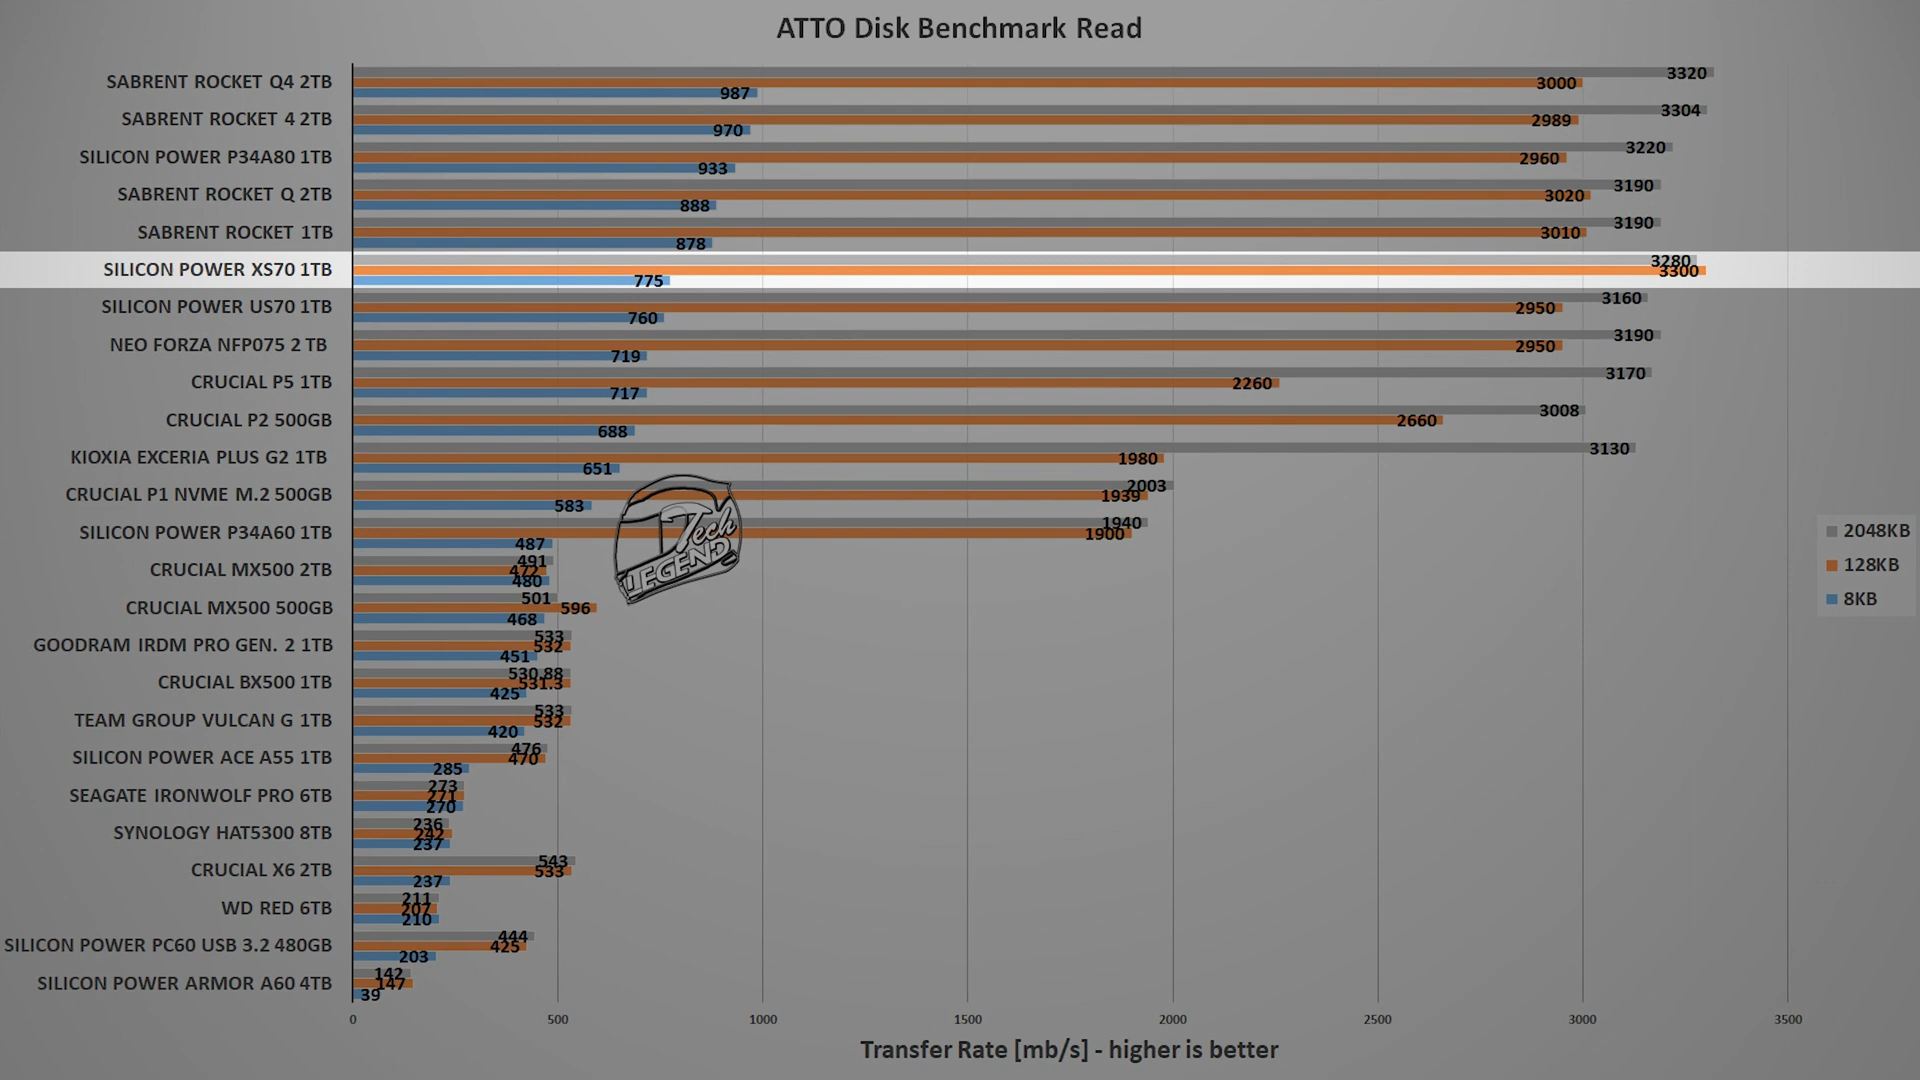 ATTO Disk Benchmark Read
SABRENT ROCKET Q4 2TB
3320
3000
987
SABRENT ROCKET 4 2TB
3304
2989
970
SILICON POWER P34A80 1TB
3220
2960
933
SABRENT ROCKET Q 2TB
3190
3020
888
SABRENT ROCKET 1TB
3190
3010
878
SILICON POWER XS70 1TB
3280
3300
775
SILICON POWER US70 1TB
3160
2950
760
NEO FORZA NFP075 2 TB
3190
2950
719
CRUCIAL P5 1TB
3170
2260
717
CRUCIAL P2 500GB
3008
2660
688
KIOXIA EXCERIA PLUS G2 1TB
3130
1980
651
CRUCIAL P1 NVME M.2 500GB
2003
1939
583
SILICON POWER P34A60 1TB
1940
1900
487
Tech
LEGEND
CRUCIAL MX500 2TB
491
472
480
CRUCIAL MX500 500GB
501
596
468
GOODRAM IRDM PRO GEN. 2 1TB
533
532
451
CRUCIAL BX500 1TB
530.88
531.3
425
TEAM GROUP VULCAN G 1TB
533
532
420
SILICON POWER ACE A55 1TB
476
470
285
SEAGATE IRONWOLF PRO 6TB
273
271
270
SYNOLOGY HAT5300 8TB
236
242
237
CRUCIAL X6 2TB
543
533
237
WD RED 6TB
211
207
210
SILICON POWER PC60 USB 3.2 480GB
444
425
203
SILICON POWER ARMOR A60 4TB
142
147
39
2048KB
128KB
8KB
0 500 1000 1500 2000 2500 3000 3500
Transfer Rate [mb/s] - higher is better